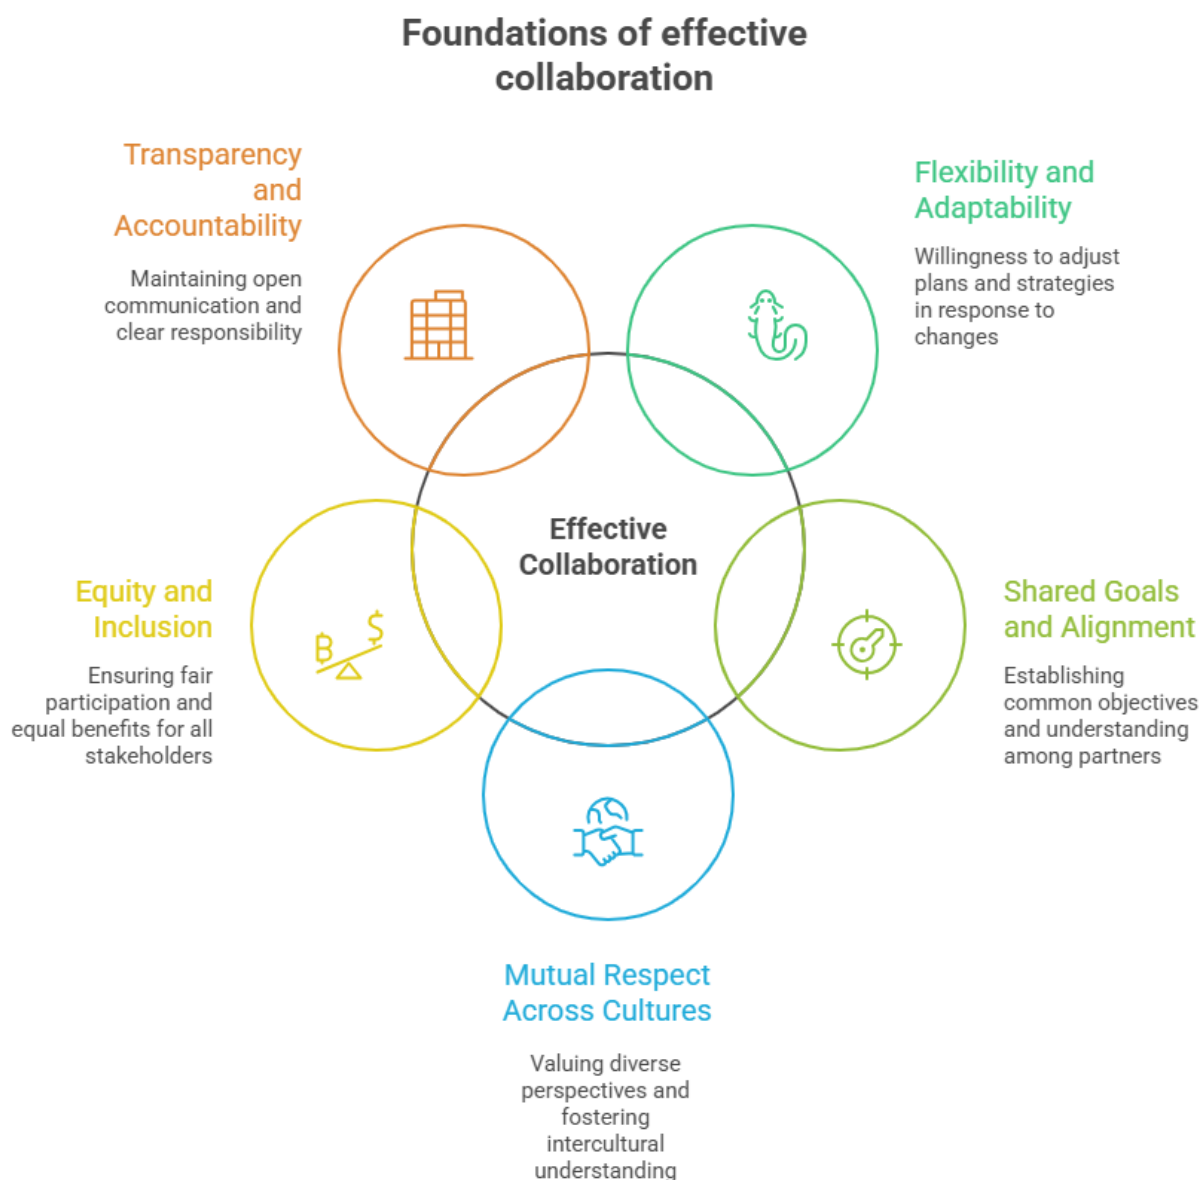 Foundations of effective
collaboration
Transparency
and
Accountability
Maintaining open
communication and
clear responsibility
Flexibility and
Adaptability
Willingness to adjust
plans and strategies
in response to
changes
Effective
Collaboration
Equity and
Inclusion
Ensuring fair
participation and
equal benefits for all
stakeholders
B
$
Shared Goals
and Alignment
Establishing
common objectives
and understanding
among partners
Mutual Respect
Across Cultures
Valuing diverse
perspectives and
fostering
intercultural
understanding